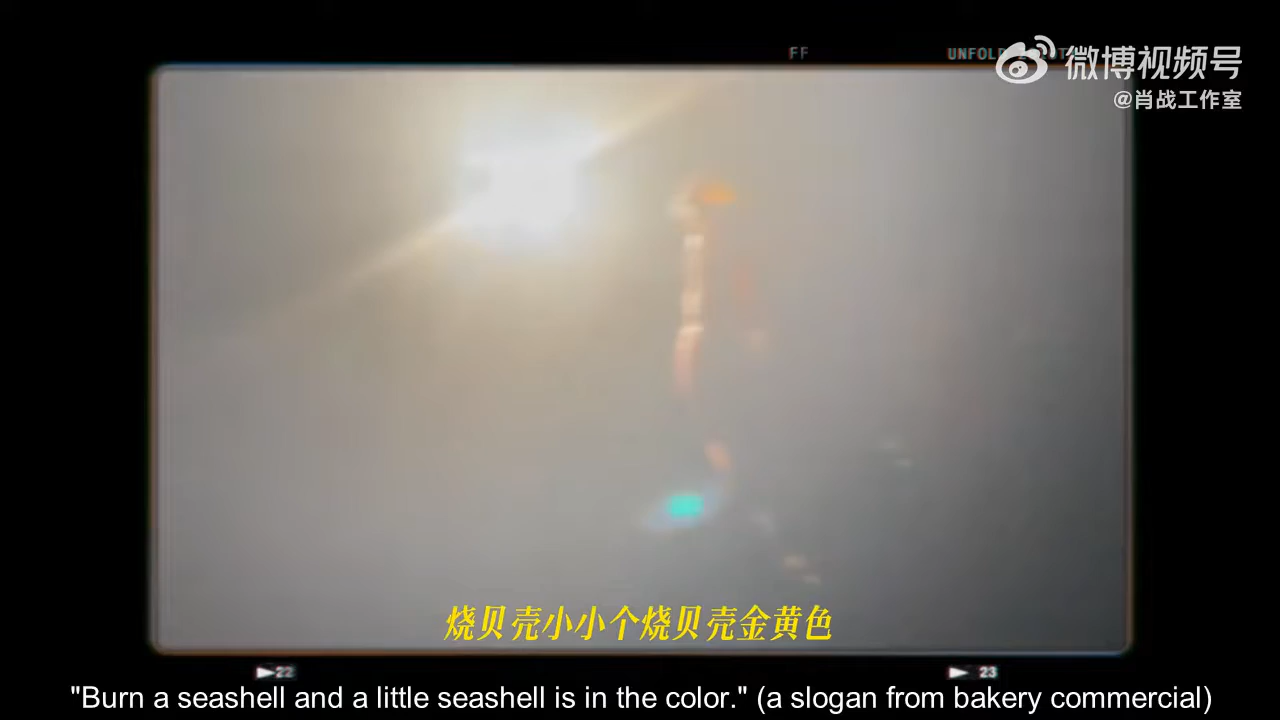 FF
微博视频号
@肖战工作室
烧贝壳小小个烧贝壳金黄色
▶22
▶ 23
"Burn a seashell and a little seashell is in the color." (a slogan from bakery commercial)